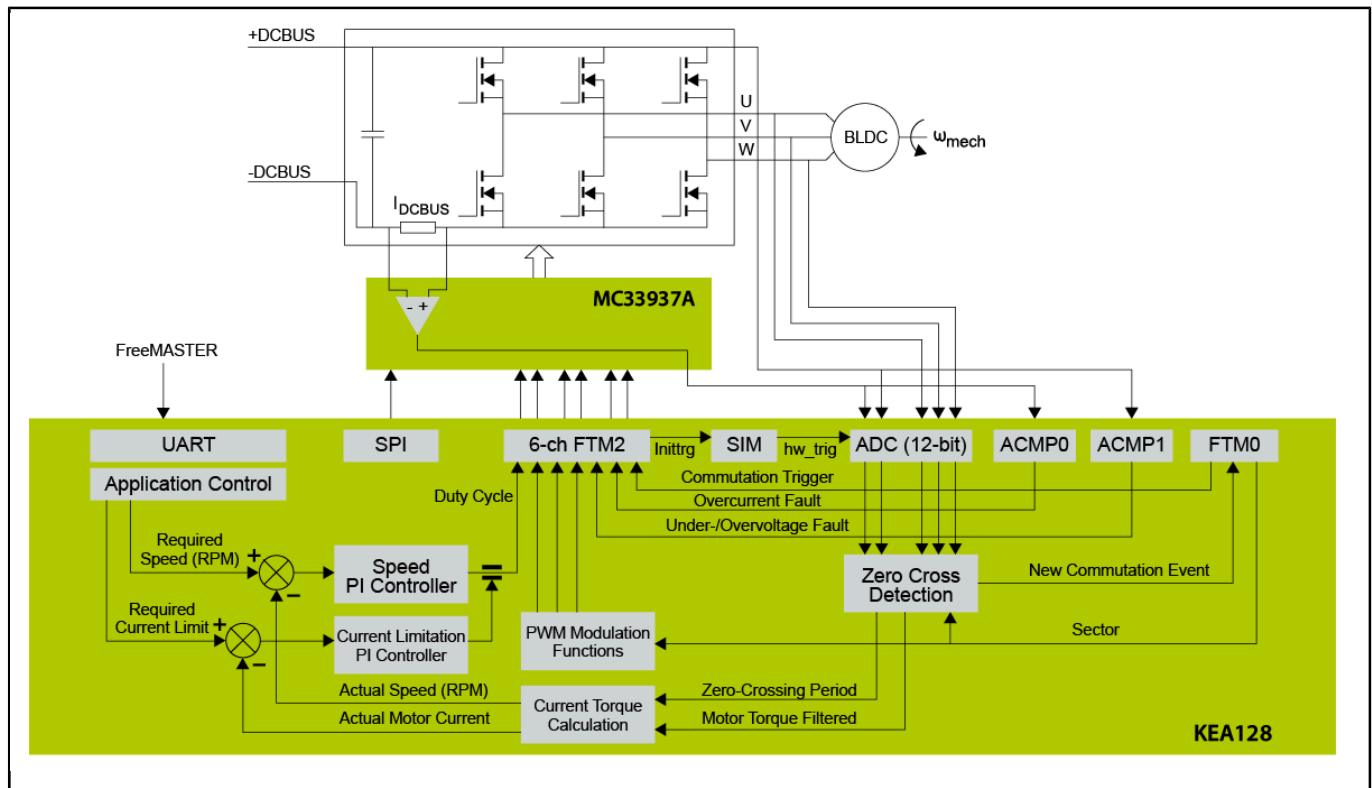 +DCBUS
U
V
W
BLDC
ωmech
-DCBUS
IDCBUS
MC33937A
- +
FreeMASTER
UART
SPI
6-ch FTM2
Inittrg
SIM
hw_trig
ADC (12-bit)
ACMP0
ACMP1
FTM0
Application Control
Duty Cycle
Commutation Trigger
Overcurrent Fault
Under-/Overvoltage Fault
Required
Speed (RPM)
+
−
Speed
PI Controller
Zero Cross
Detection
New Commutation Event
Required
Current Limit
+
−
Current Limitation
PI Controller
PWM Modulation
Functions
Sector
Actual Speed (RPM)
Actual Motor Current
Current Torque
Calculation
Zero-Crossing Period
Motor Torque Filtered
KEA128